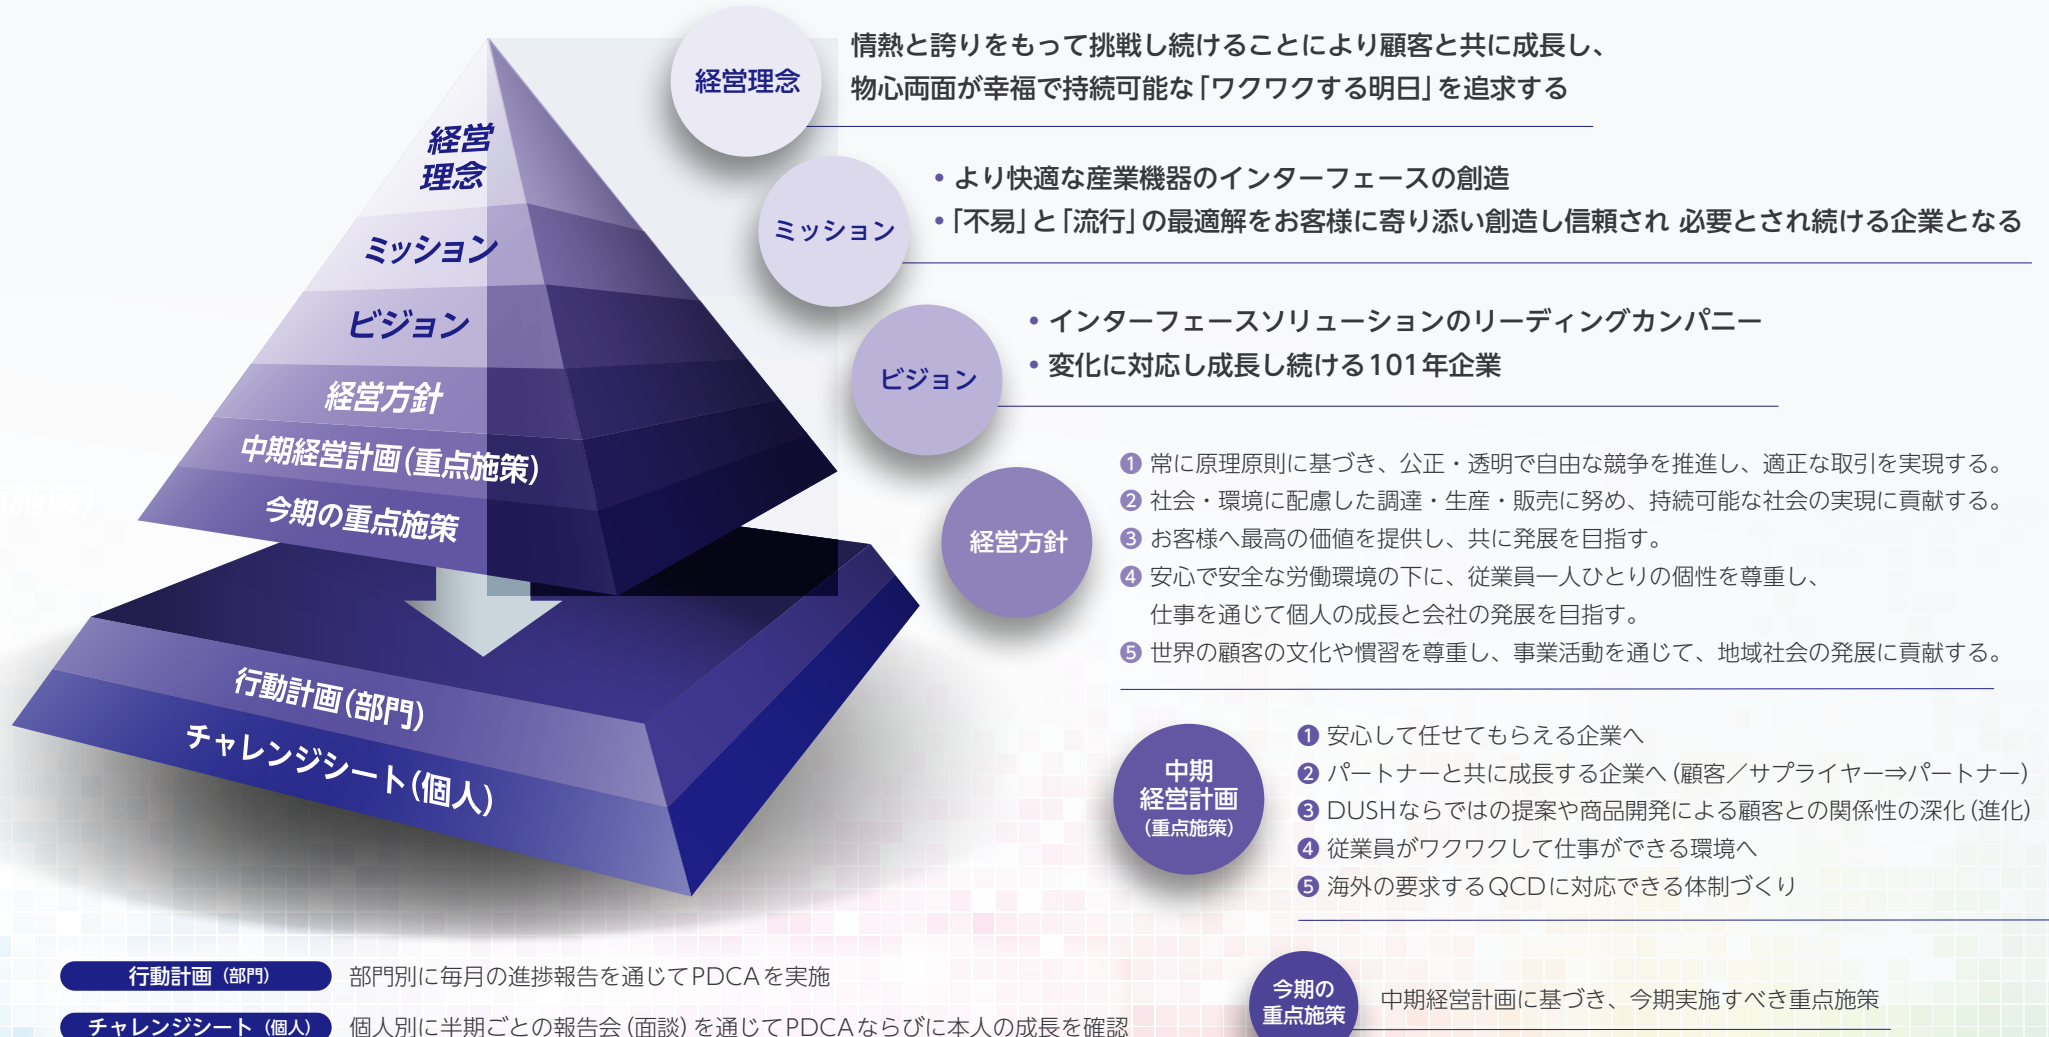 経営
理念
ミッション
ビジョン
経営方針
中期経営計画(重点施策)
今期の重点施策
行動計画(部門)
チャレンジシート(個人)
点施策)
経営理念
情熱と誇りをもって挑戦し続けることにより顧客と共に成長し、
物心両面が幸福で持続可能な「ワクワクする明日」を追求する
ミッション
• より快適な産業機器のインターフェースの創造
•「不易」と「流行」の最適解をお客様に寄り添い創造し信頼され 必要とされ続ける企業となる
ビジョン
• インターフェースソリューションのリーディングカンパニー
• 変化に対応し成長し続ける101年企業
経営方針
❶ 常に原理原則に基づき、公正・透明で自由な競争を推進し、適正な取引を実現する。
❷ 社会・環境に配慮した調達・生産・販売に努め、持続可能な社会の実現に貢献する。
❸ お客様へ最高の価値を提供し、共に発展を目指す。
❹ 安心で安全な労働環境の下に、従業員一人ひとりの個性を尊重し、
仕事を通じて個人の成長と会社の発展を目指す。
❺ 世界の顧客の文化や慣習を尊重し、事業活動を通じて、地域社会の発展に貢献する。
中期
経営計画
(重点施策)
❶ 安心して任せてもらえる企業へ
❷ パートナーと共に成長する企業へ(顧客／サプライヤー⇒パートナー)
❸ DUSHならではの提案や商品開発による顧客との関係性の深化(進化)
❹ 従業員がワクワクして仕事ができる環境へ
❺ 海外の要求するQCDに対応できる体制づくり
今期の
重点施策
中期経営計画に基づき、今期実施すべき重点施策
行動計画(部門) 部門別に毎月の進捗報告を通じてPDCAを実施
チャレンジシート(個人) 個人別に半期ごとの報告会(面談)を通じてPDCAならびに本人の成長を確認